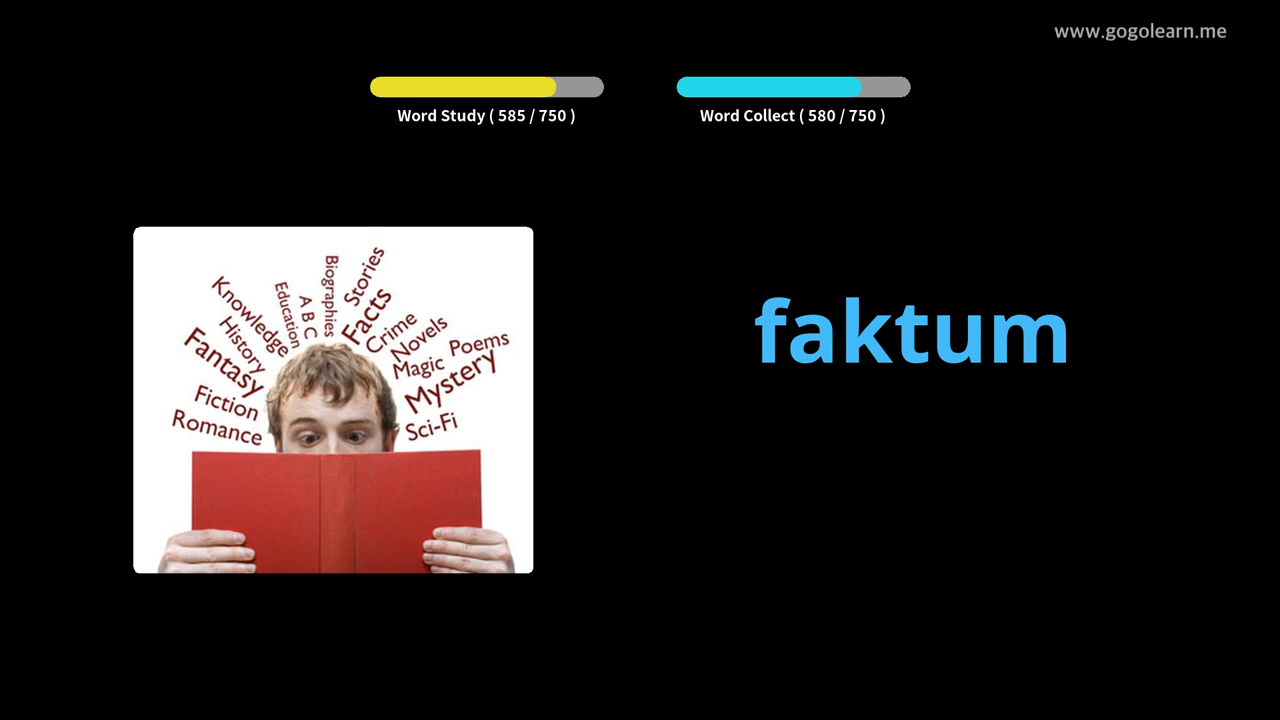 www.gogolearn.me
Word Study ( 585 / 750 )
Word Collect ( 580 / 750 )
faktum
Biographies
Stories
Education
A B C
Facts
Knowledge
History
Crime
Novels
Poems
Fantasy
Magic
Mystery
Fiction
Romance
Sci-Fi